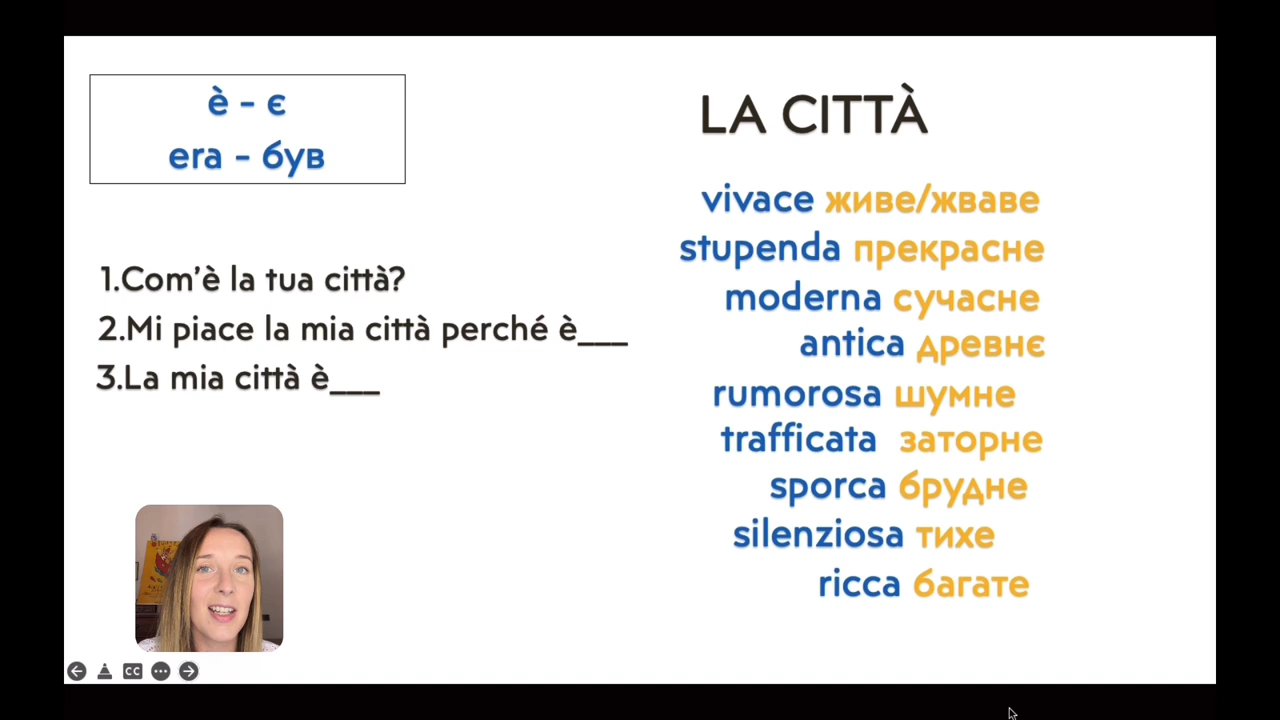 è - є
era - був
1.Com'è la tua città?
2.Mi piace la mia città perché è___
3.La mia città è___
LA CITTÀ
vivace живе/жваве
stupenda прекрасне
moderna сучасне
antica древнє
rumorosa шумне
trafficata заторне
sporca брудне
silenziosa тихе
ricca багате
CC